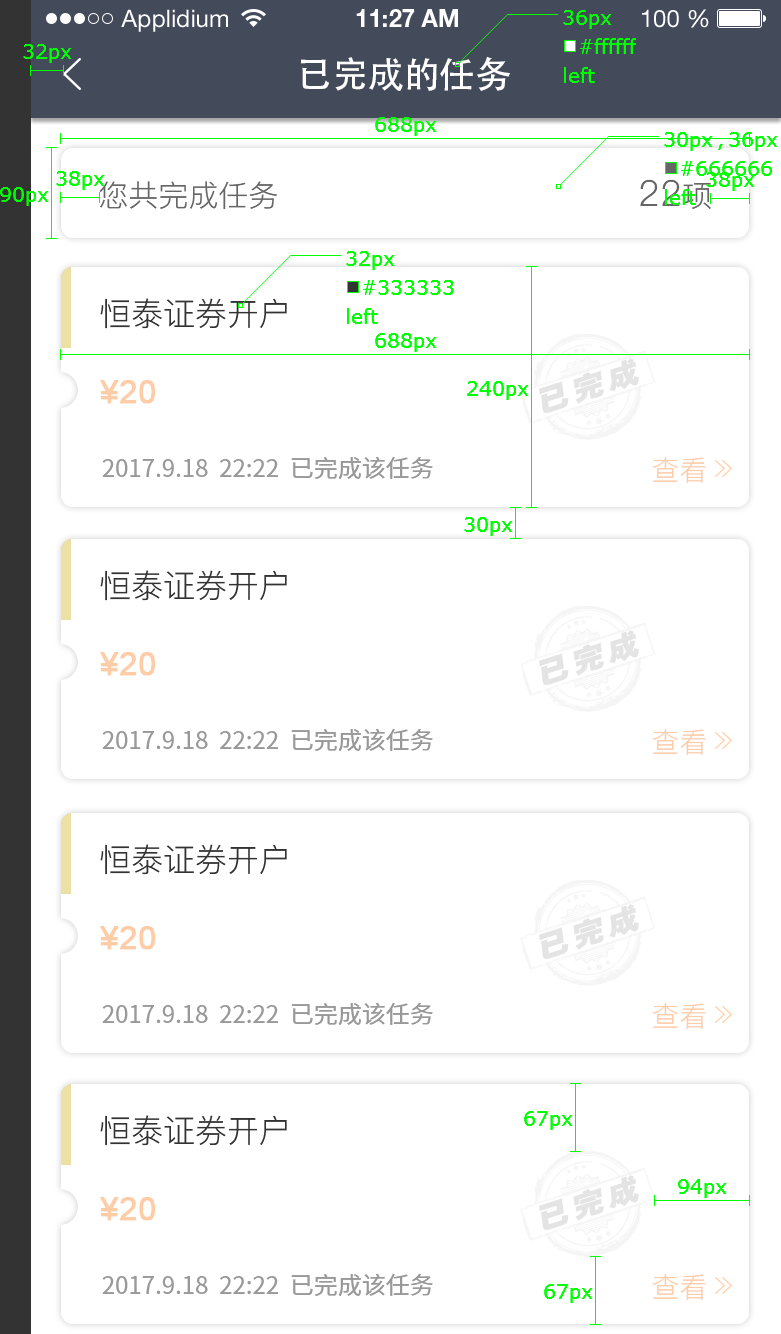 Applidium 11:27 AM 36px 100 %
#ffffff
32px
已完成的任务
left
688px
30px , 36px
#666666
38px
38px
90px
您共完成任务
22项
left
32px
#333333
恒泰证券开户
left
688px
已完成
240px
¥20
2017.9.18 22:22 已完成该任务
查看
30px
恒泰证券开户
已完成
¥20
2017.9.18 22:22 已完成该任务
查看
恒泰证券开户
已完成
¥20
2017.9.18 22:22 已完成该任务
查看
67px
恒泰证券开户
已完成
94px
¥20
2017.9.18 22:22 已完成该任务
查看
67px